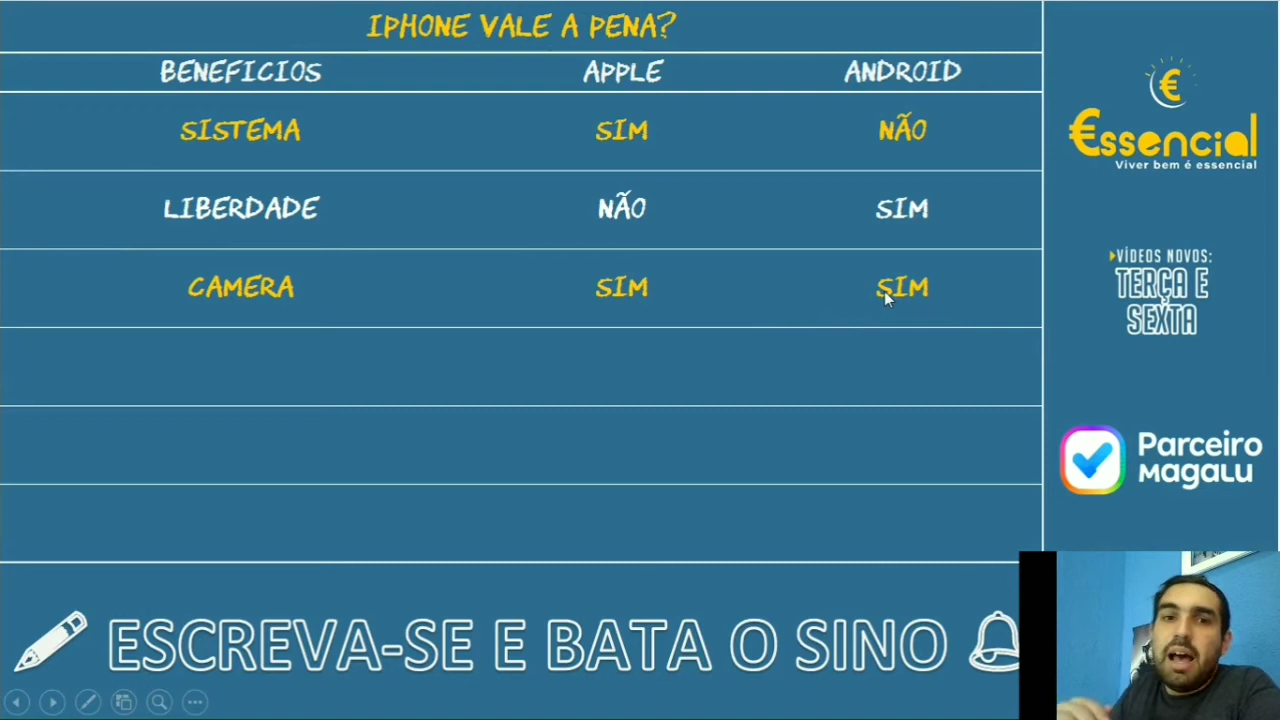 IPHONE VALE A PENA?
BENEFICIOS APPLE ANDROID
SISTEMA SIM NÃO
LIBERDADE NÃO SIM
CAMERA SIM SIM
€
€ssencial
Viver bem é essencial
VÍDEOS NOVOS:
TERÇA E
SEXTA
Parceiro
Magalu
ESCREVA-SE E BATA O SINO